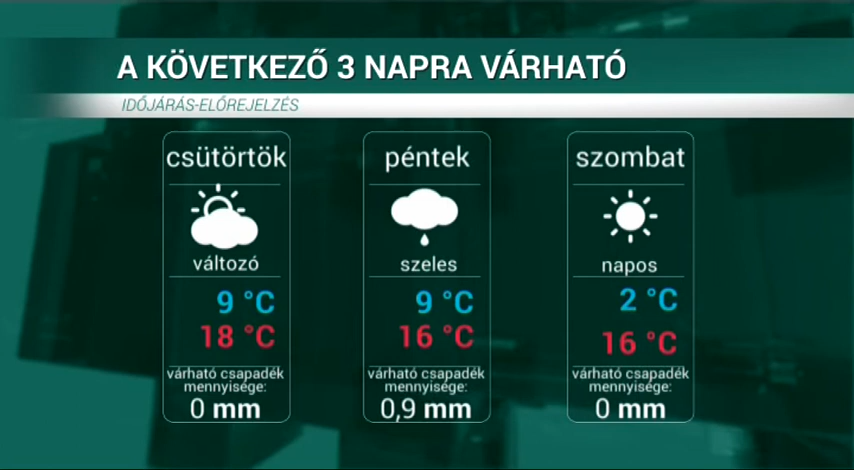 A KÖVETKEZŐ 3 NAPRA VÁRHATÓ
IDŐJÁRÁS-ELŐREJELZÉS
csütörtök
változó
9 °C
18 °C
várható csapadék
mennyisége:
0 mm
péntek
szeles
9 °C
16 °C
várható csapadék
mennyisége:
0,9 mm
szombat
napos
2 °C
16 °C
várható csapadék
mennyisége:
0 mm